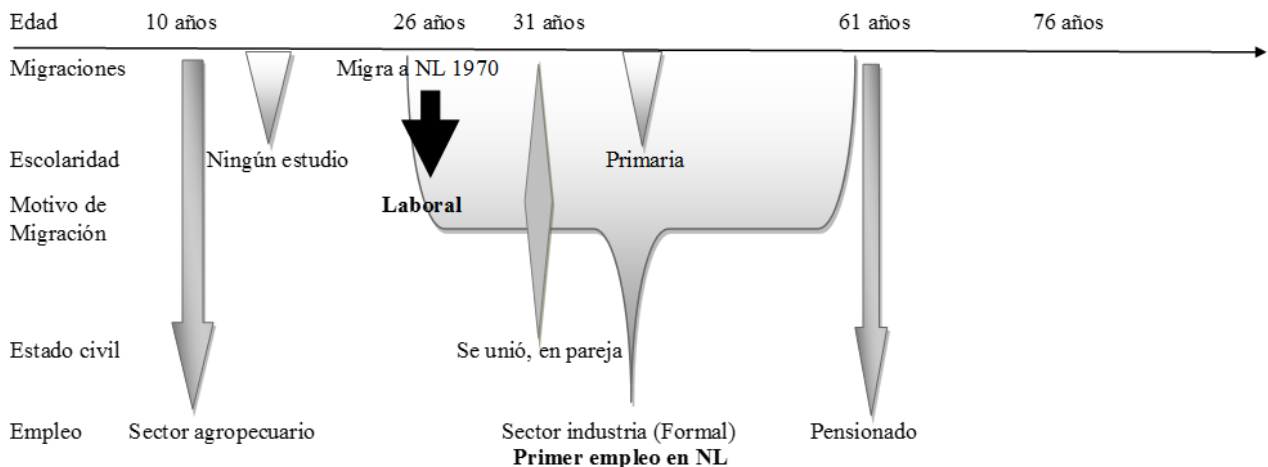 Edad 10 años 26 años 31 años 61 años 76 años
Migraciones Migra a NL 1970
Escolaridad Ningún estudio Primaria
Motivo de Laboral
Migración
Estado civil Se unió, en pareja
Empleo Sector agropecuario Sector industria (Formal) Pensionado
Primer empleo en NL